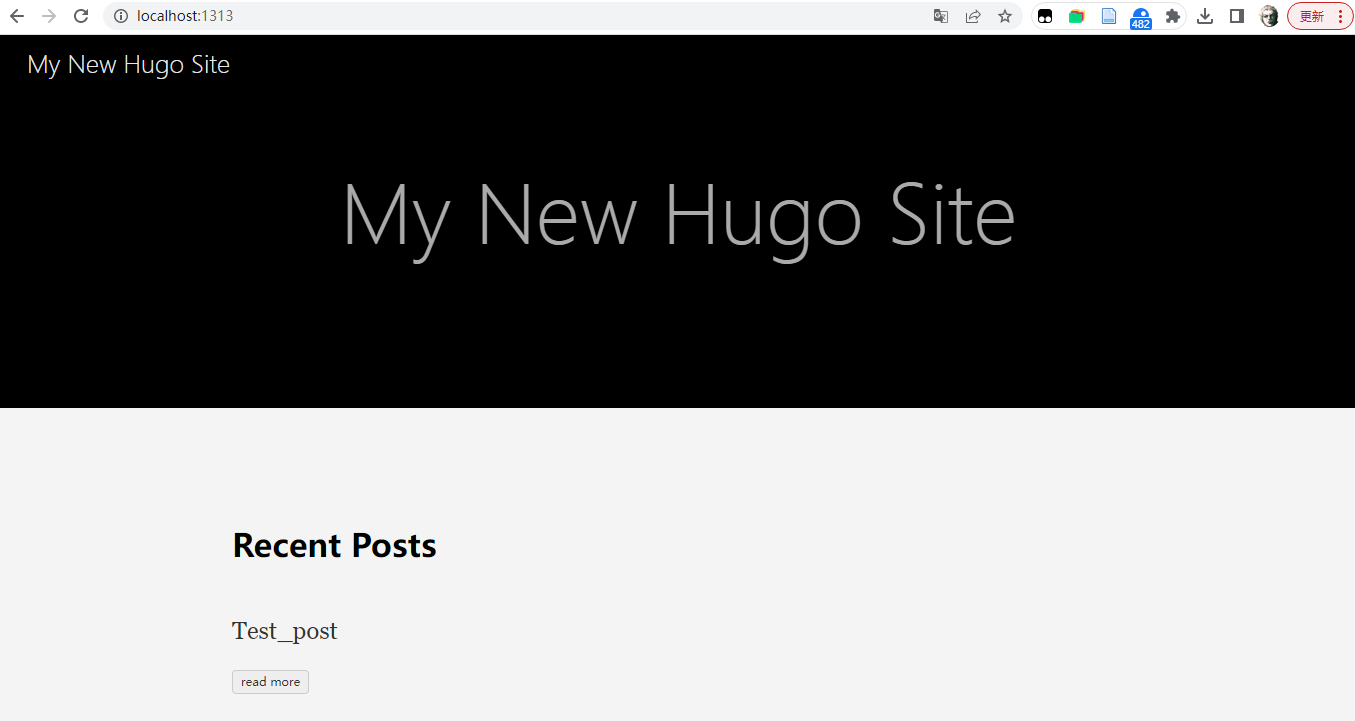 localhost:1313
482
更新
My New Hugo Site
My New Hugo Site
Recent Posts
Test_post
read more